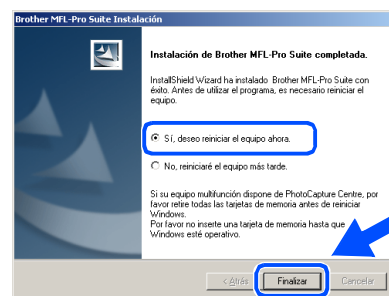 Brother MFL-Pro Suite Instalación
Instalación de Brother MFL-Pro Suite completada.
InstallShield Wizard ha instalado Brother MFL-Pro Suite con
éxito. Antes de utilizar el programa, es necesario reiniciar el
equipo.
Sí, deseo reiniciar el equipo ahora.
No, reiniciaré el equipo más tarde.
Si su equipo multifunción dispone de PhotoCapture Centre, por
favor retire todas las tarjetas de memoria antes de reiniciar
Windows.
Por favor no inserte una tarjeta de memoria hasta que
Windows esté operativo.
< Atrás Finalizar Cancelar